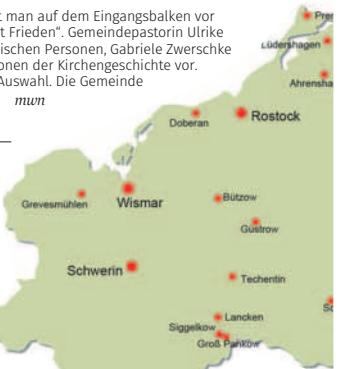 man auf dem Eingangsbalken vor
Frieden“. Gemeindepastorin Ulrike
ischen Personen, Gabriele Zwerschke
onen der Kirchengeschichte vor.
Auswahl. Die Gemeinde
mwn
Lüdershagen
Ahrensha
Rostock
Doberan
Grevesmühlen
Wismar
Bützow
Güstrow
Schwerin
Techentin
Lancken
Siggelkow
Groß Pankow